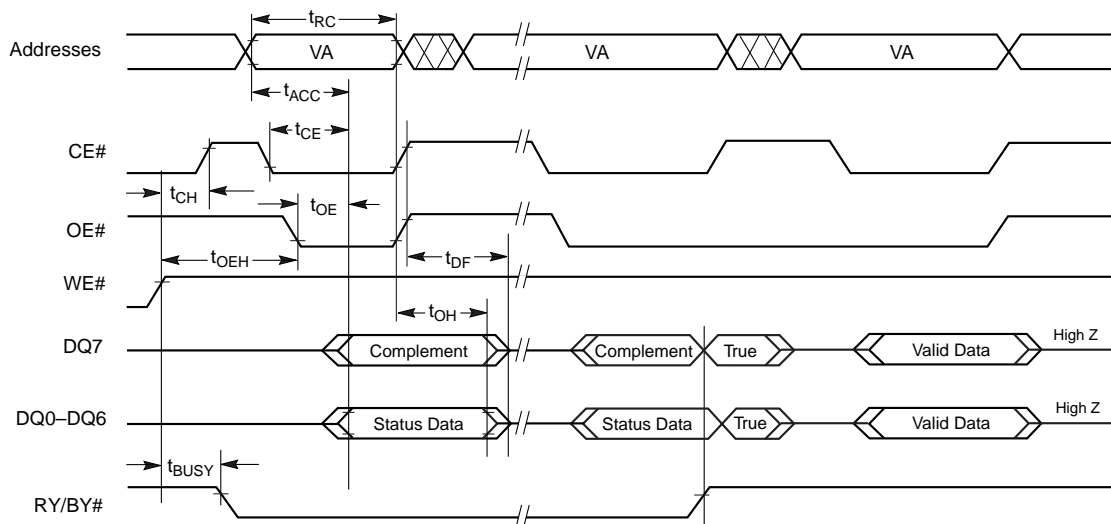 tRC
Addresses VA VA VA
tACC
tCE
CE#
tCH tOE
OE#
tOEH tDF
WE#
tOH
DQ7 Complement Complement True Valid Data High Z
DQ0–DQ6 Status Data Status Data True Valid Data High Z
tBUSY
RY/BY#